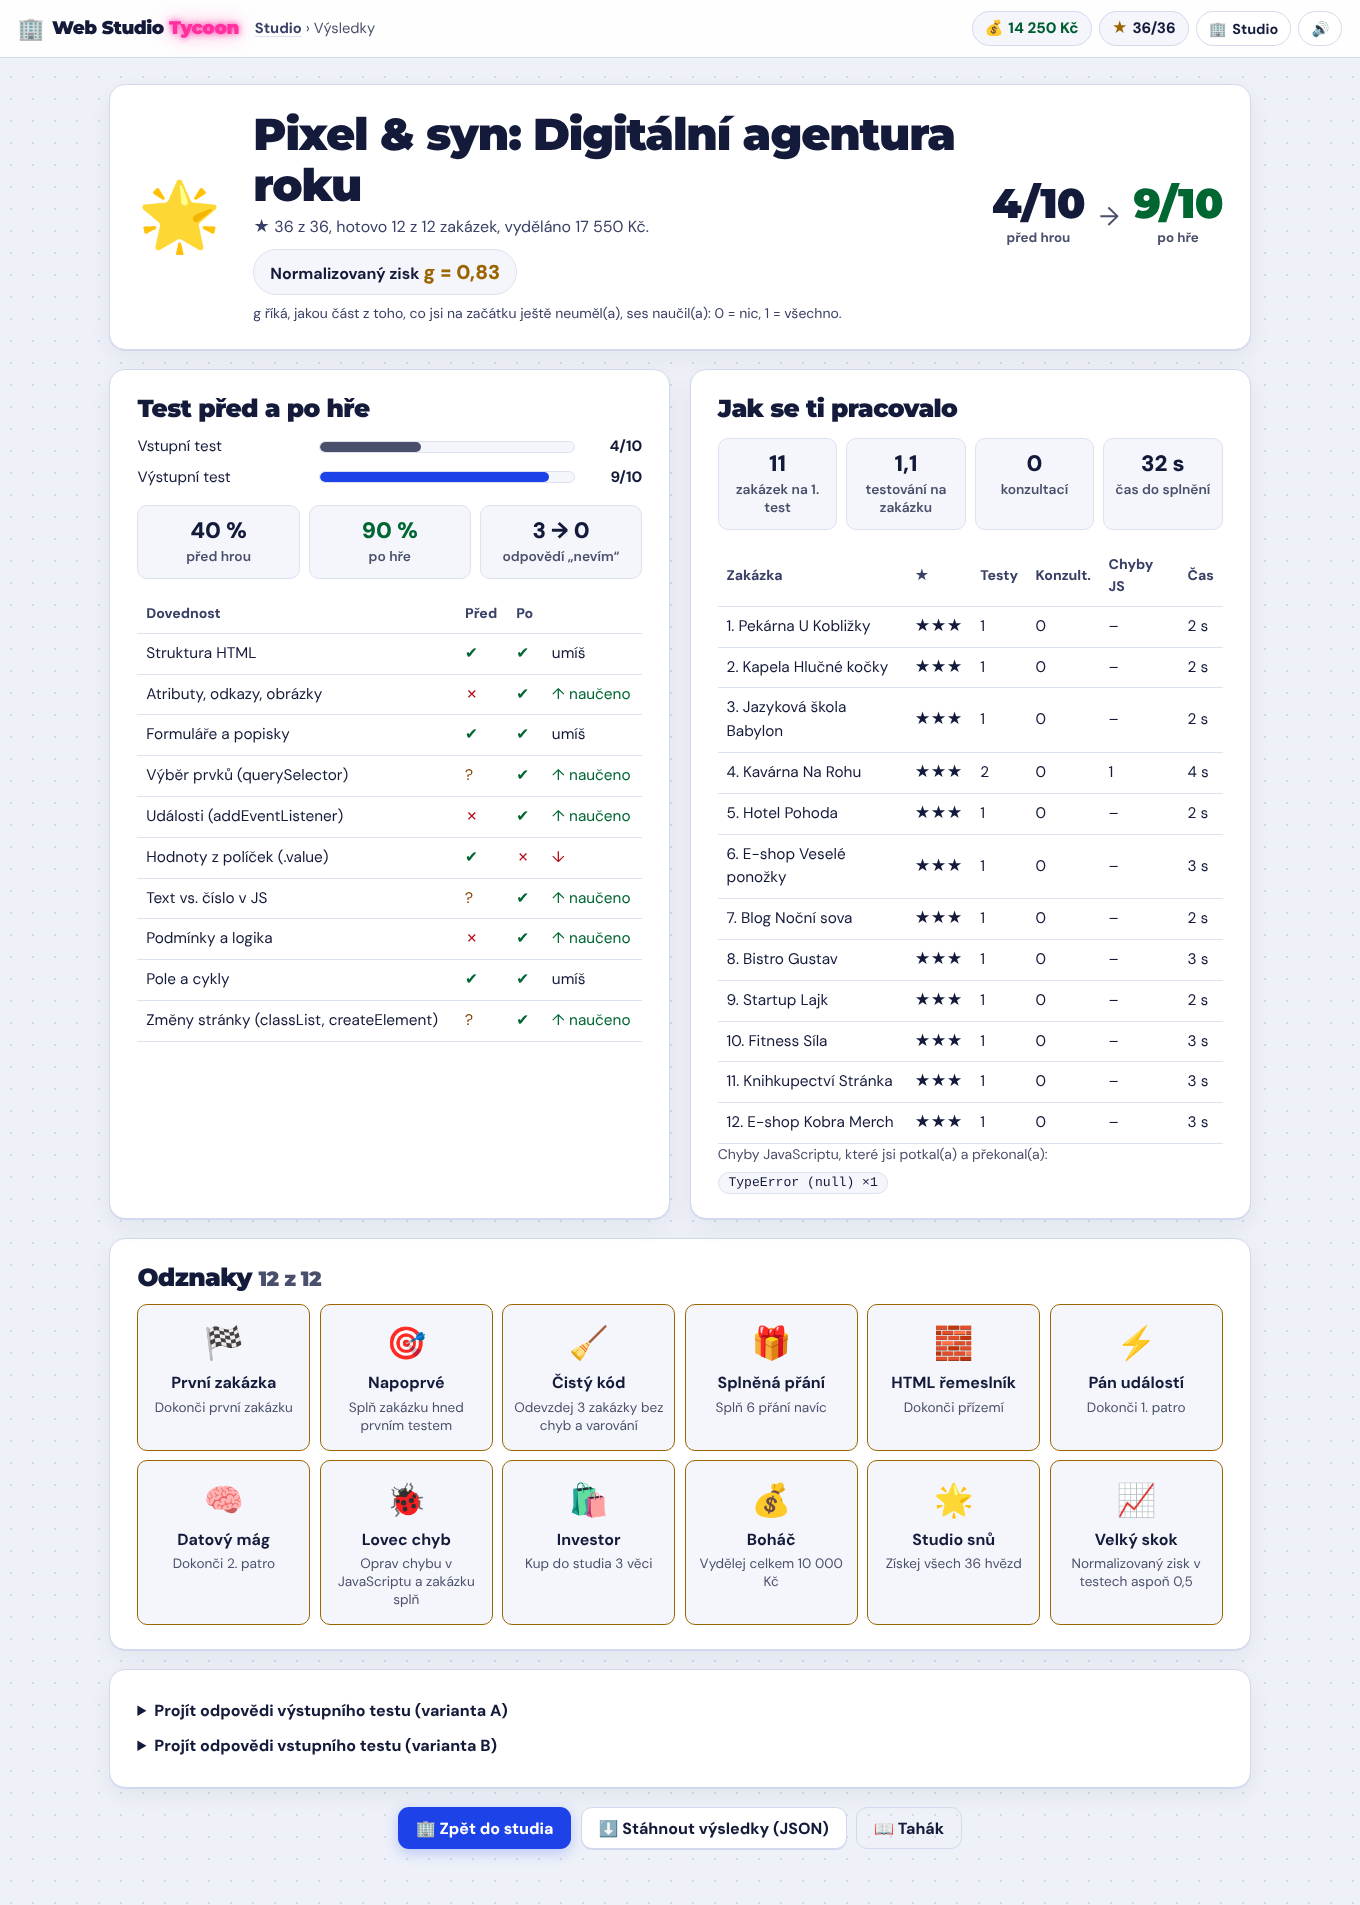 Web Studio Tycoon
Studio › Výsledky
14 250 Kč
★ 36/36
Studio
Pixel & syn: Digitální agentura
roku
★ 36 z 36, hotovo 12 z 12 zakázek, vyděláno 17 550 Kč.
Normalizovaný zisk g = 0,83
g říká, jakou část z toho, co jsi na začátku ještě neuměl(a), ses naučil(a): 0 = nic, 1 = všechno.
4/10 → 9/10
před hrou po hře
Test před a po hře
Vstupní test 4/10
Výstupní test 9/10
40 % před hrou
90 % po hře
3 → 0 odpovědí „nevím“
Dovednost Před Po
Struktura HTML ✔ ✔ umíš
Atributy, odkazy, obrázky ✕ ✔ ↑ naučeno
Formuláře a popisky ✔ ✔ umíš
Výběr prvků (querySelector) ? ✔ ↑ naučeno
Události (addEventListener) ✕ ✔ ↑ naučeno
Hodnoty z políček (.value) ✔ ✕ ↓
Text vs. číslo v JS ? ✔ ↑ naučeno
Podmínky a logika ✕ ✔ ↑ naučeno
Pole a cykly ✔ ✔ umíš
Změny stránky (classList, createElement) ? ✔ ↑ naučeno
Jak se ti pracovalo
11 zakázek na 1.
test
1,1 testování na
zakázku
0 konzultací
32 s čas do splnění
Zakázka ★ Testy Konzult. Chyby
JS Čas
1. Pekárna U Kobližky ★★★ 1 0 – 2 s
2. Kapela Hlučné kočky ★★★ 1 0 – 2 s
3. Jazyková škola
Babylon ★★★ 1 0 – 2 s
4. Kavárna Na Rohu ★★★ 2 0 1 4 s
5. Hotel Pohoda ★★★ 1 0 – 2 s
6. E-shop Veselé
ponožky ★★★ 1 0 – 3 s
7. Blog Noční sova ★★★ 1 0 – 2 s
8. Bistro Gustav ★★★ 1 0 – 3 s
9. Startup Lajk ★★★ 1 0 – 2 s
10. Fitness Síla ★★★ 1 0 – 3 s
11. Knihkupectví Stránka ★★★ 1 0 – 3 s
12. E-shop Kobra Merch ★★★ 1 0 – 3 s
Chyby JavaScriptu, které jsi potkal(a) a překonal(a):
TypeError (null) ×1
Odznaky 12 z 12
První zakázka
Dokonči první zakázku
Napoprvé
Splň zakázku hned
prvním testem
Čistý kód
Odevzdej 3 zakázky bez
chyb a varování
Splněná přání
Splň 6 přání navíc
HTML řemeslník
Dokonči přízemí
Pán událostí
Dokonči 1. patro
Datový mág
Dokonči 2. patro
Lovec chyb
Oprav chybu v
JavaScriptu a zakázku
splň
Investor
Kup do studia 3 věci
Boháč
Vydělej celkem 10 000
Kč
Studio snů
Získej všech 36 hvězd
Velký skok
Normalizovaný zisk v
testech aspoň 0,5
▶ Projít odpovědi výstupního testu (varianta A)
▶ Projít odpovědi vstupního testu (varianta B)
Zpět do studia
Stáhnout výsledky (JSON)
Tahák